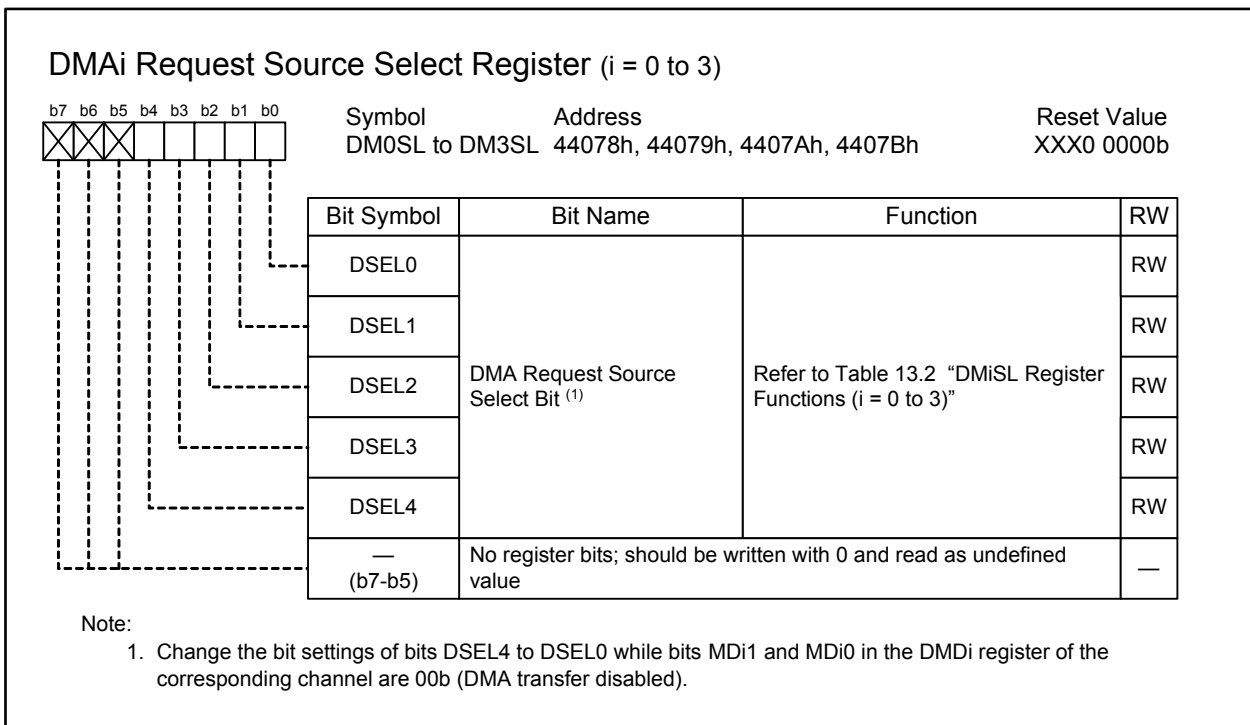 DMAi Request Source Select Register (i = 0 to 3)
b7 b6 b5 b4 b3 b2 b1 b0
Symbol Address Reset Value
DM0SL to DM3SL 44078h, 44079h, 4407Ah, 4407Bh XXX0 0000b
Bit Symbol Bit Name Function RW
DSEL0 RW
DSEL1 RW
DSEL2 DMA Request Source Select Bit (1) Refer to Table 13.2 “DMiSL Register Functions (i = 0 to 3)” RW
DSEL3 RW
DSEL4 RW
— (b7-b5) No register bits; should be written with 0 and read as undefined value —
Note:
1. Change the bit settings of bits DSEL4 to DSEL0 while bits MDi1 and MDi0 in the DMDi register of the
corresponding channel are 00b (DMA transfer disabled).